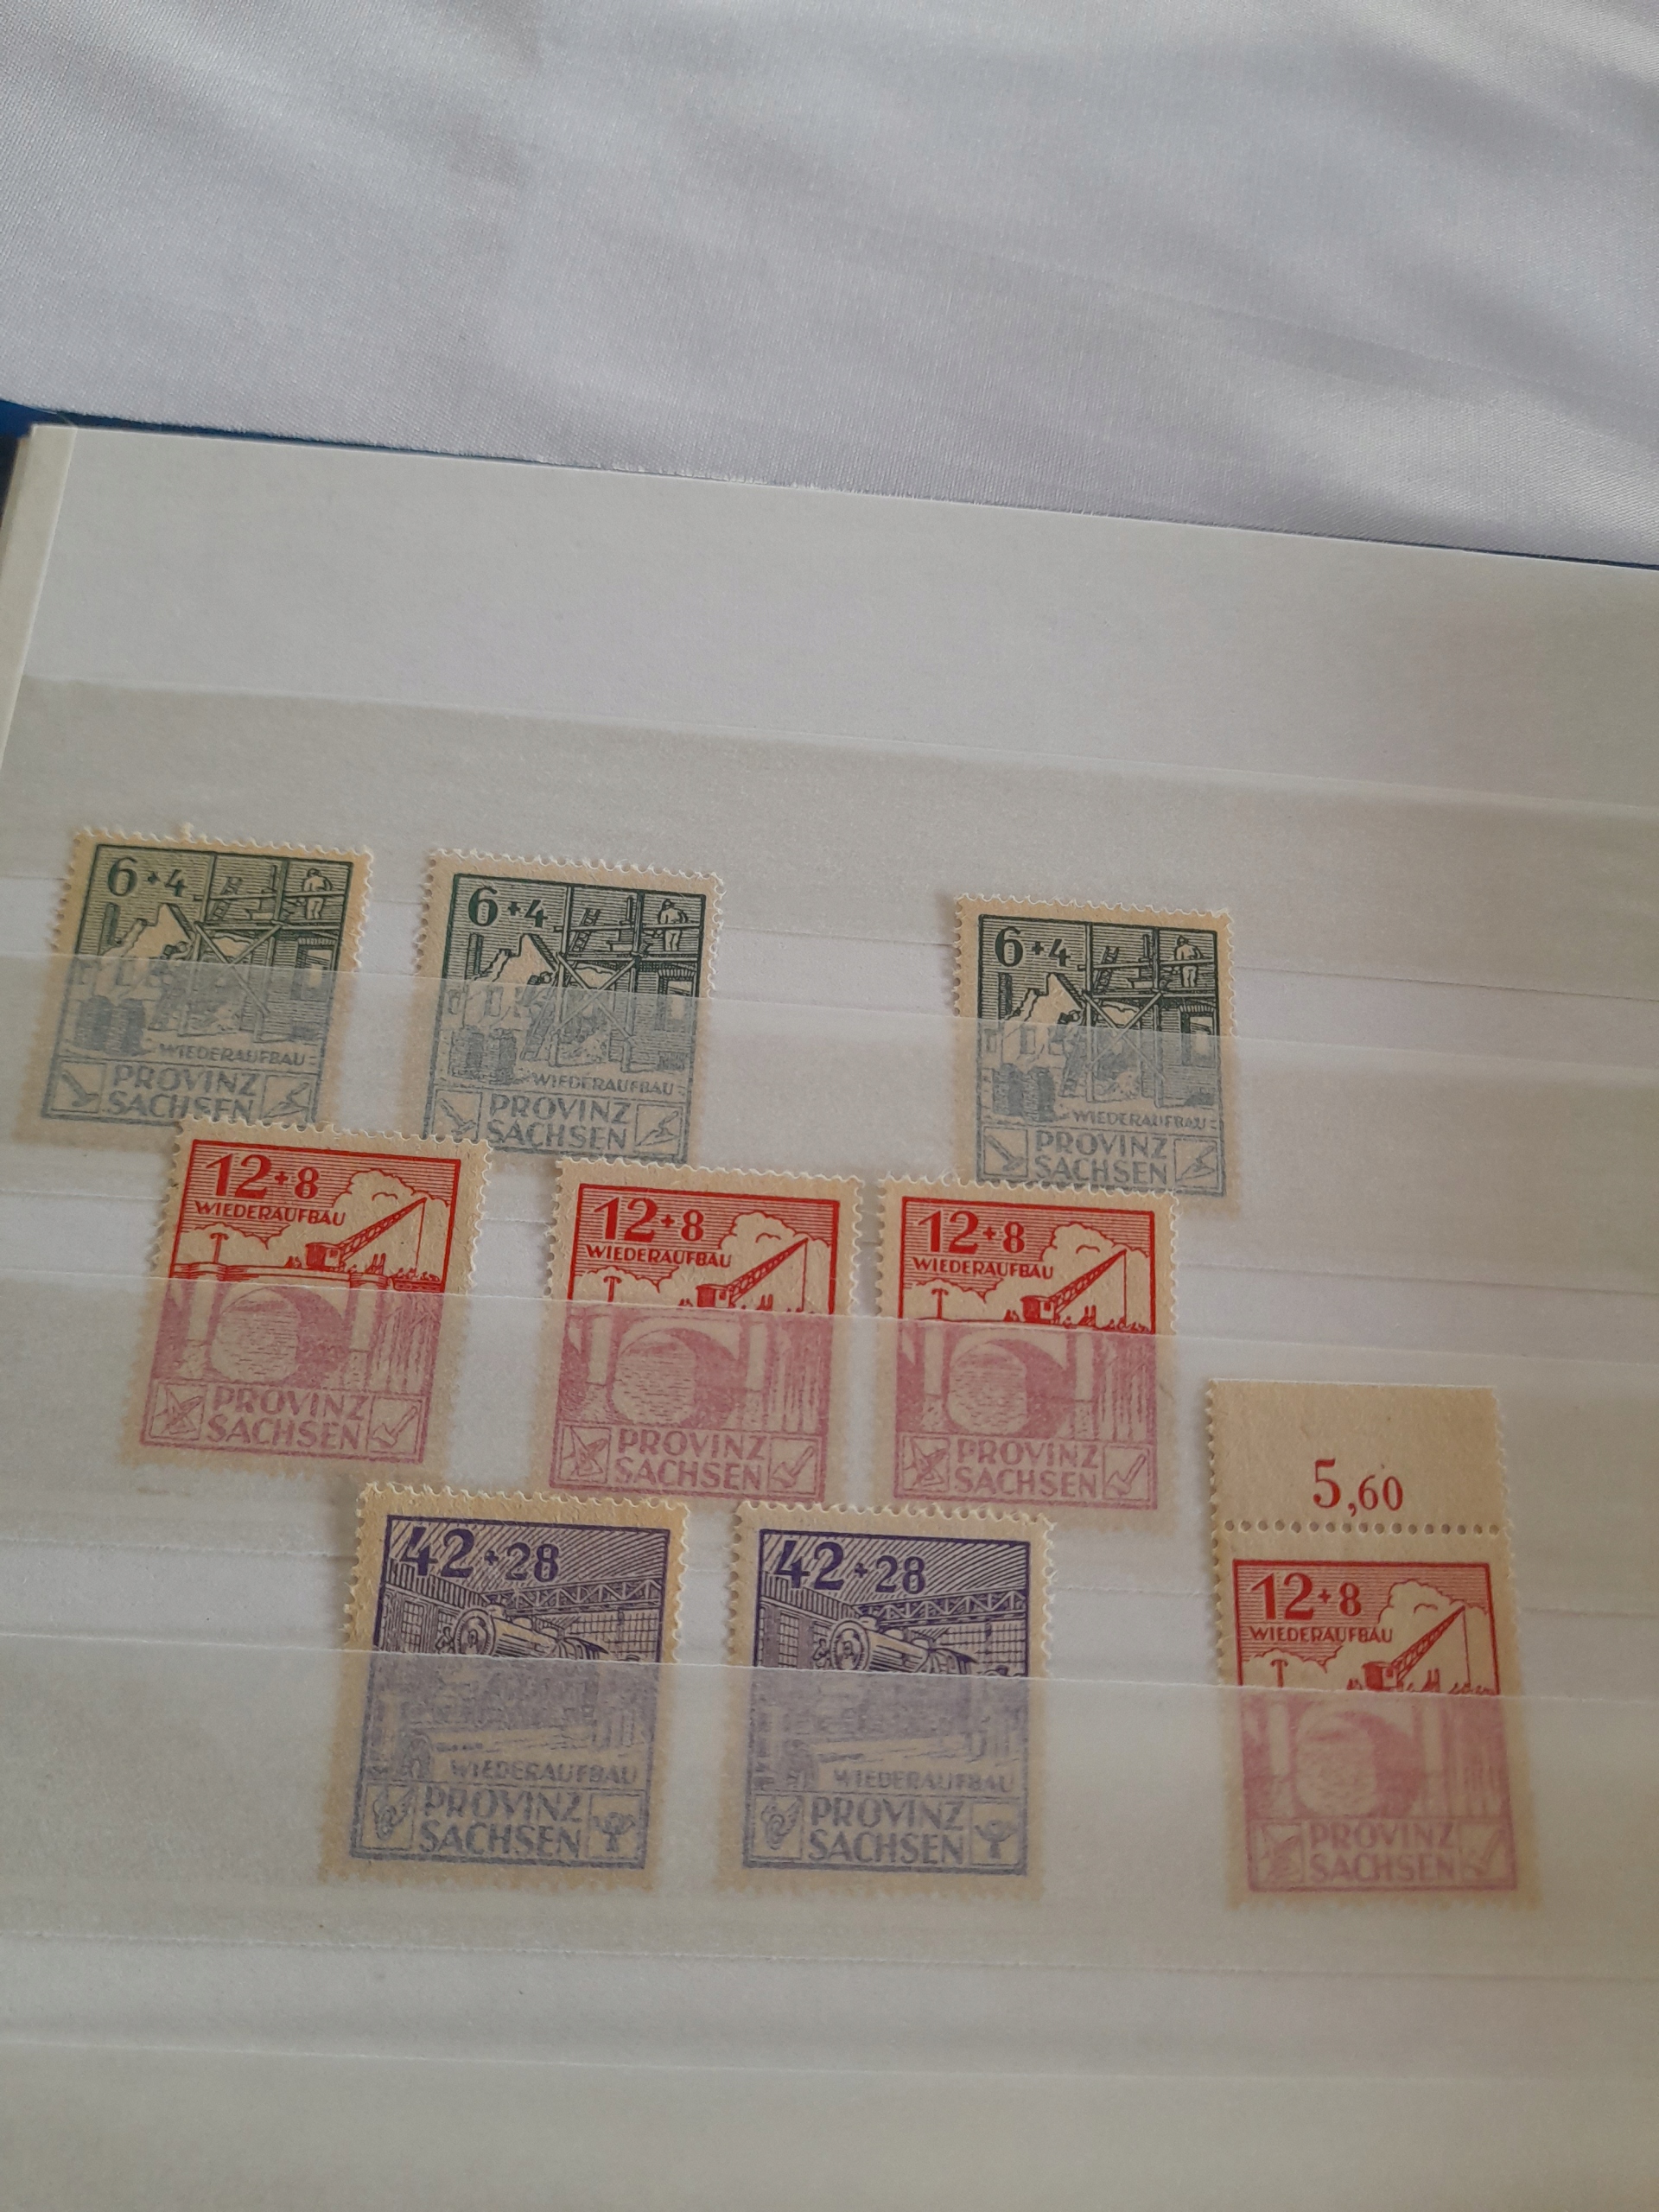 6+4
WIEDERAUFBAU
PROVINZ
SACHSEN
6+4
WIEDERAUFBAU
PROVINZ
SACHSEN
6+4
WIEDERAUFBAU
PROVINZ
SACHSEN
12+8
WIEDERAUFBAU
PROVINZ
SACHSEN
12+8
WIEDERAUFBAU
PROVINZ
SACHSEN
12+8
WIEDERAUFBAU
PROVINZ
SACHSEN
42+28
WIEDERAUFBAU
PROVINZ
SACHSEN
42+28
WIEDERAUFBAU
PROVINZ
SACHSEN
5,60
12+8
WIEDERAUFBAU
PROVINZ
SACHSEN